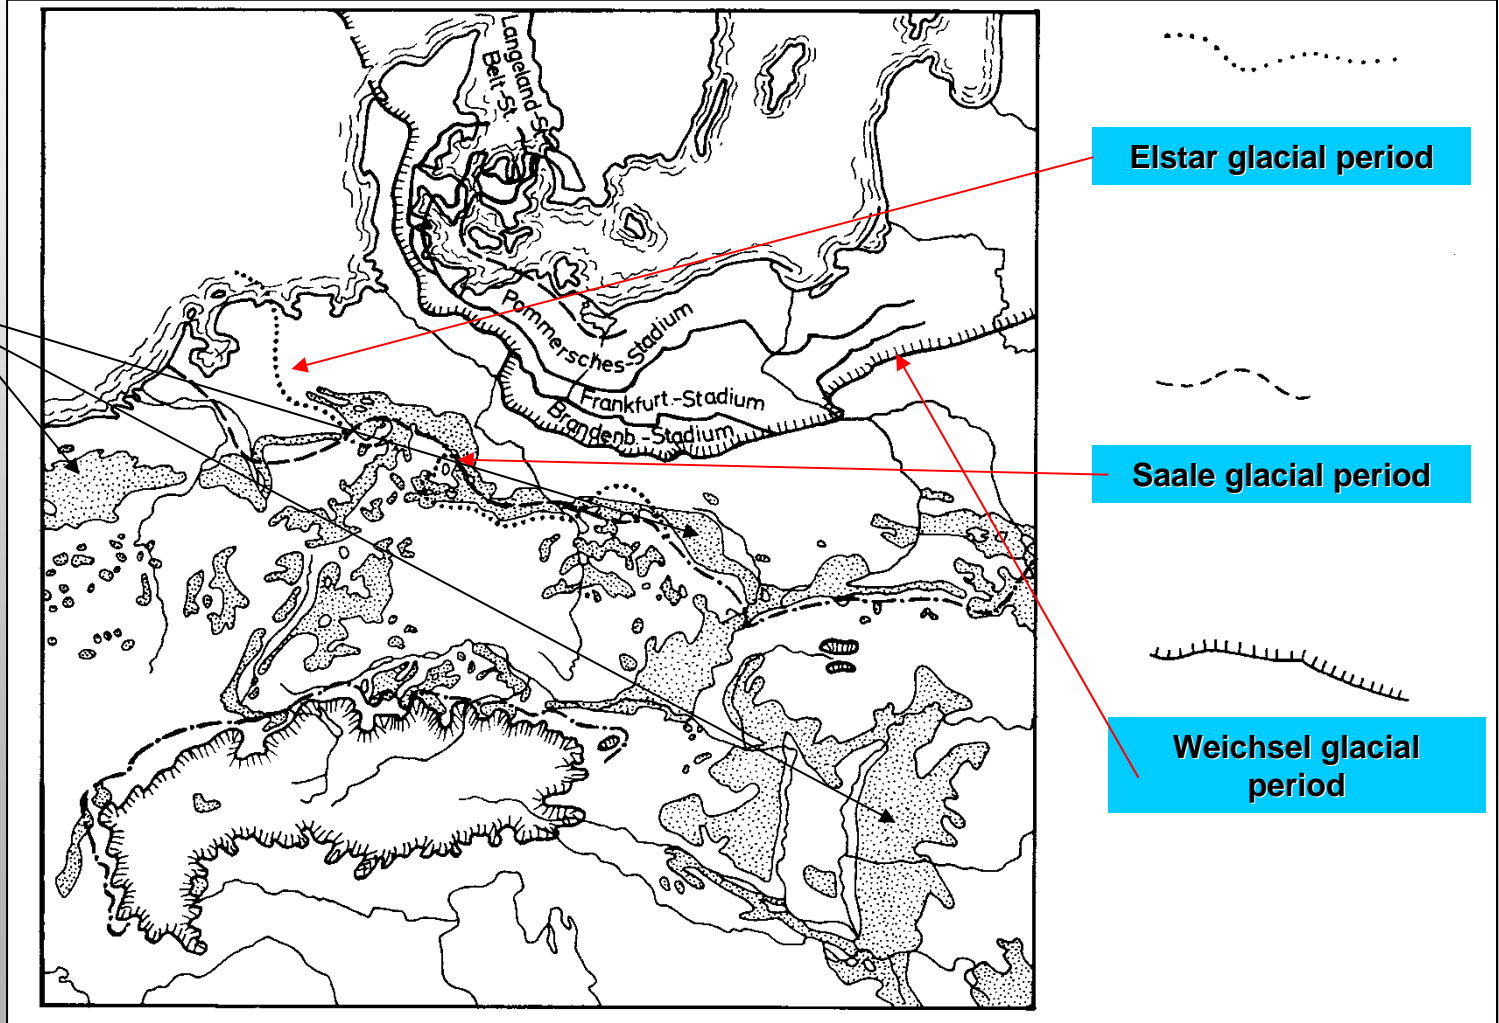 Langeland-St.
Belt-St.
Pommersches-Stadium
Frankfurt.-Stadium
Brandenb.-Stadium
Elstar glacial period
Saale glacial period
Weichsel glacial
period